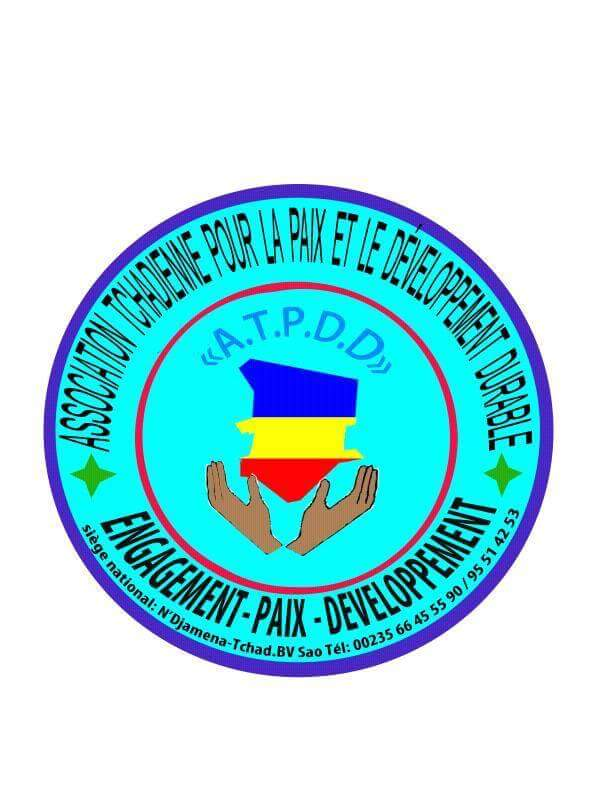 ASSOCIATION TCHADIENNE POUR LA PAIX ET LE DÉVELOPPEMENT DURABLE
«A.T.P.D.D»
ENGAGEMENT-PAIX-DEVELOPPEMENT
siège national: N'Djamena-Tchad.BV Sao Tél: 00235 66 45 55 90 / 95 51 42 53